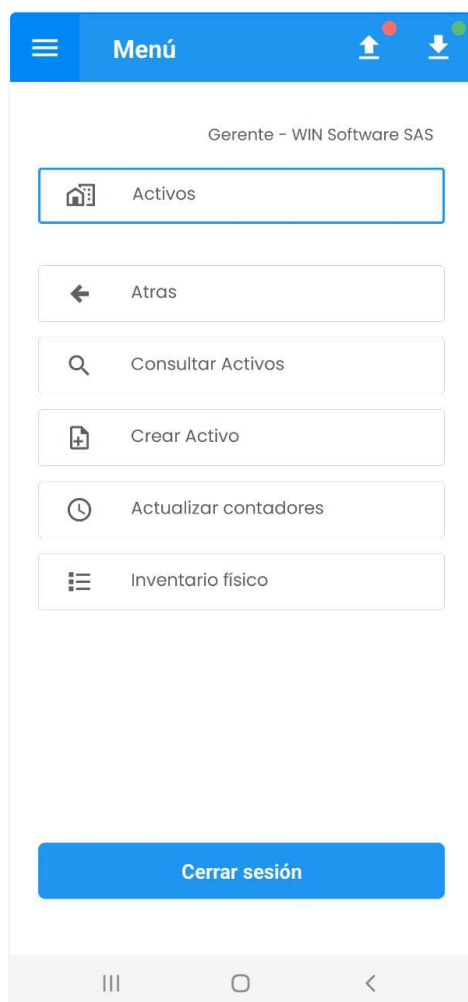 Menú
Gerente - WIN Software SAS
Activos
Atras
Consultar Activos
Crear Activo
Actualizar contadores
Inventario físico
Cerrar sesión